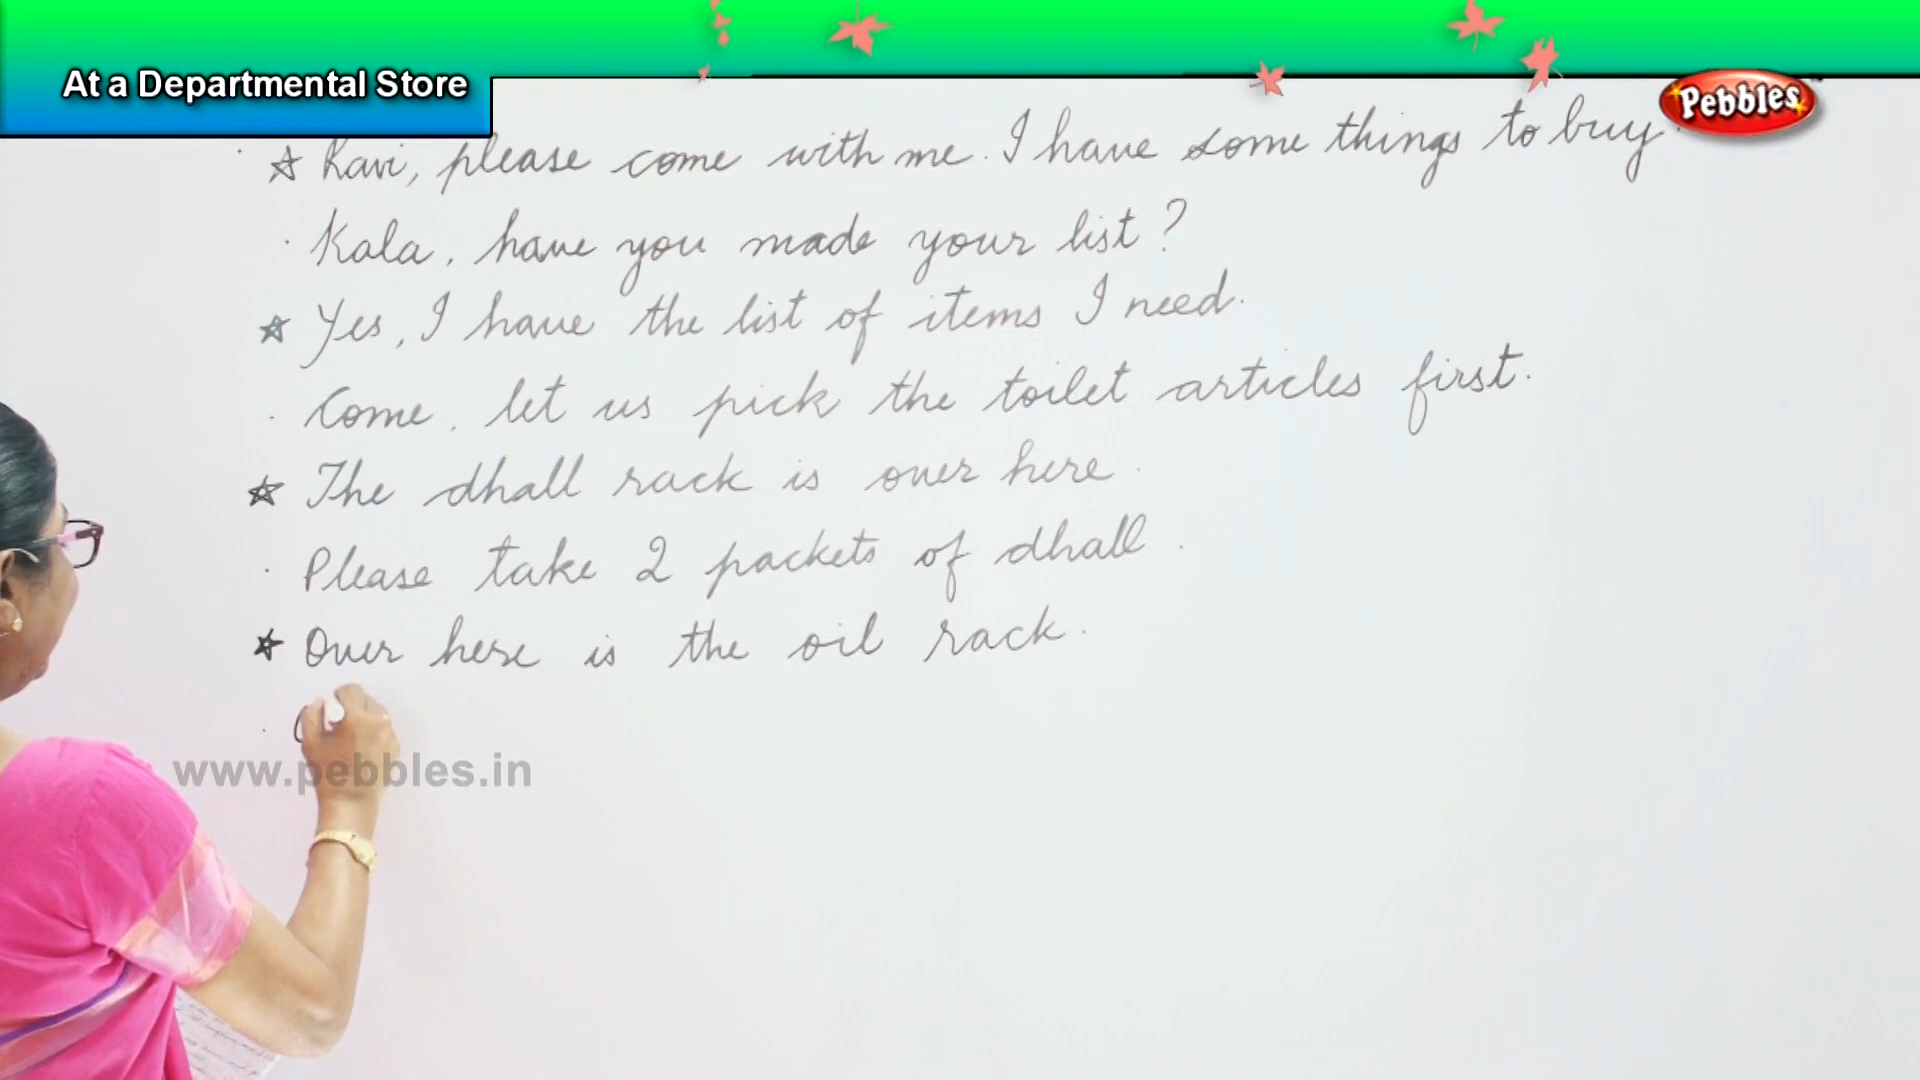 At a Departmental Store
Pebbles
☆ Ravi, please come with me. I have some things to buy.
. Kala, have you made your list?
☆ Yes, I have the list of items I need.
. Come, let us pick the toilet articles first.
☆ The dhall rack is over here.
. Please take 2 packets of dhall.
☆ Over here is the oil rack.
.
www.pebbles.in